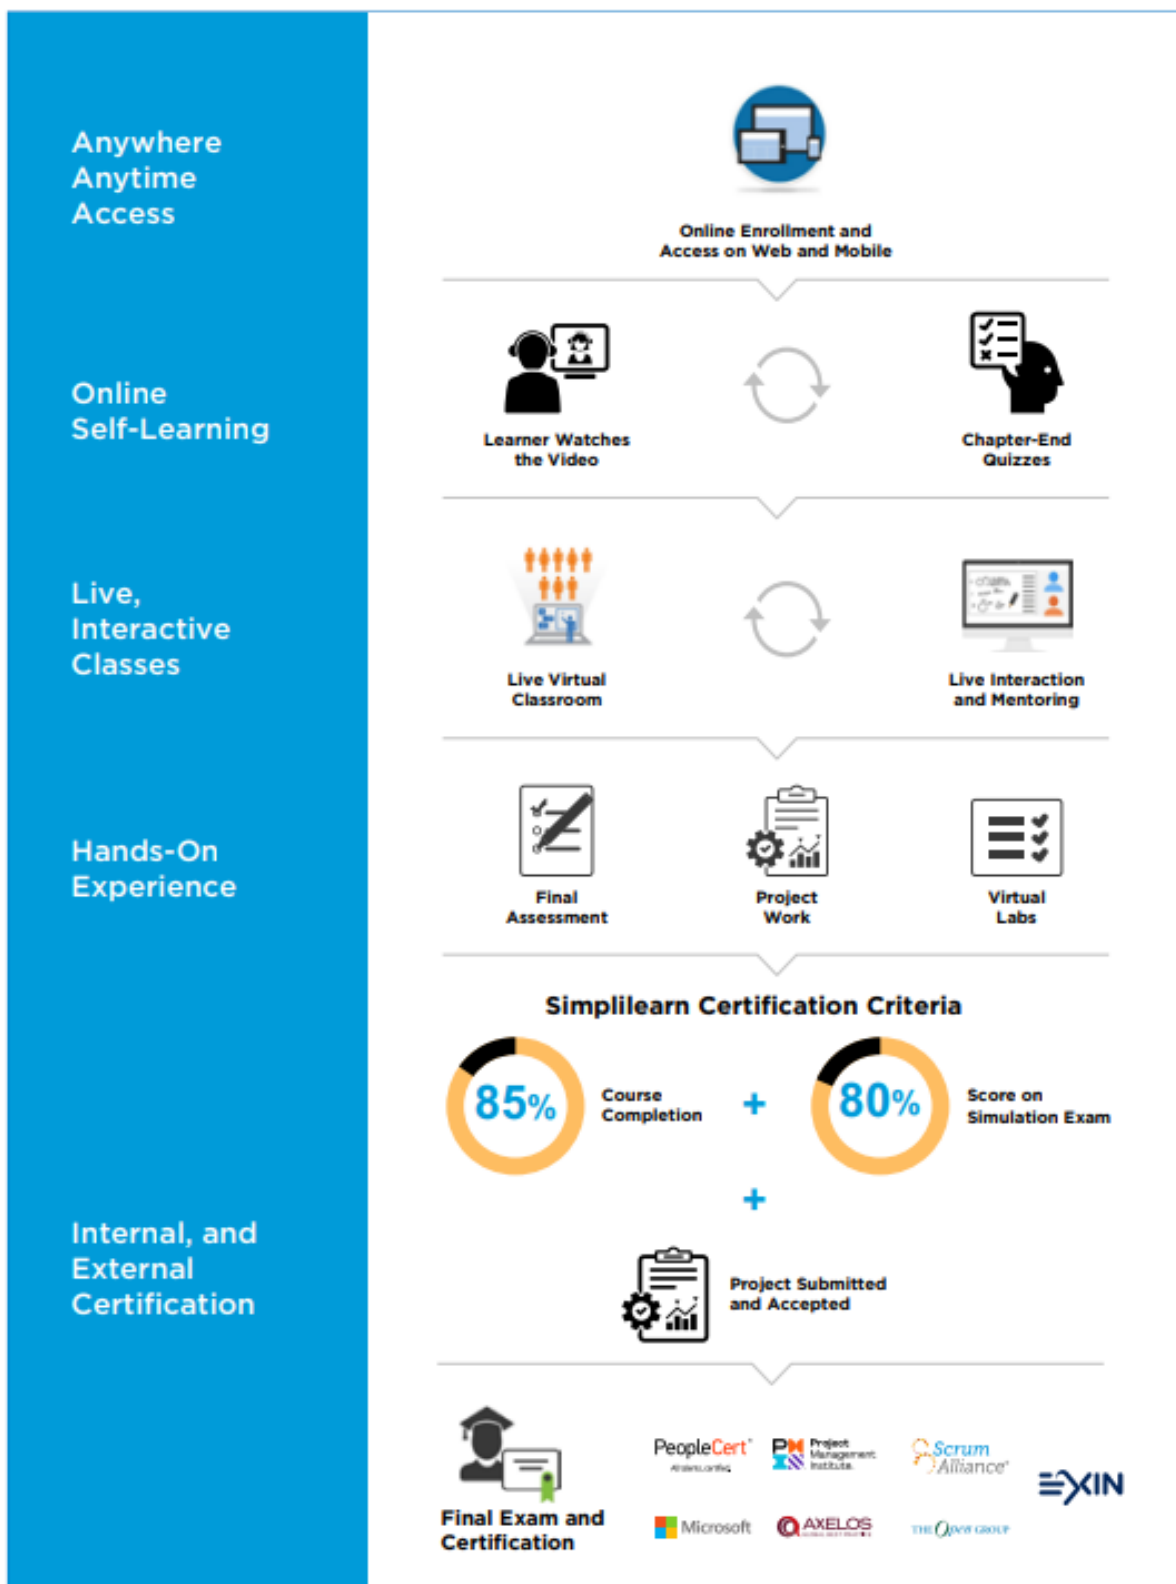 Anywhere
Anytime
Access
Online Enrollment and
Access on Web and Mobile
Online
Self-Learning
Learner Watches
the Video
Chapter-End
Quizzes
Live,
Interactive
Classes
Live Virtual
Classroom
Live Interaction
and Mentoring
Hands-On
Experience
Final
Assessment
Project
Work
Virtual
Labs
Simplilearn Certification Criteria
85%
Course
Completion
+
80%
Score on
Simulation Exam
+
Internal, and
External
Certification
Project Submitted
and Accepted
Final Exam and
Certification
PeopleCert
Project
Management
Institute.
Scrum
Alliance®
EXIN
Microsoft
AXELOS
THE Open GROUP